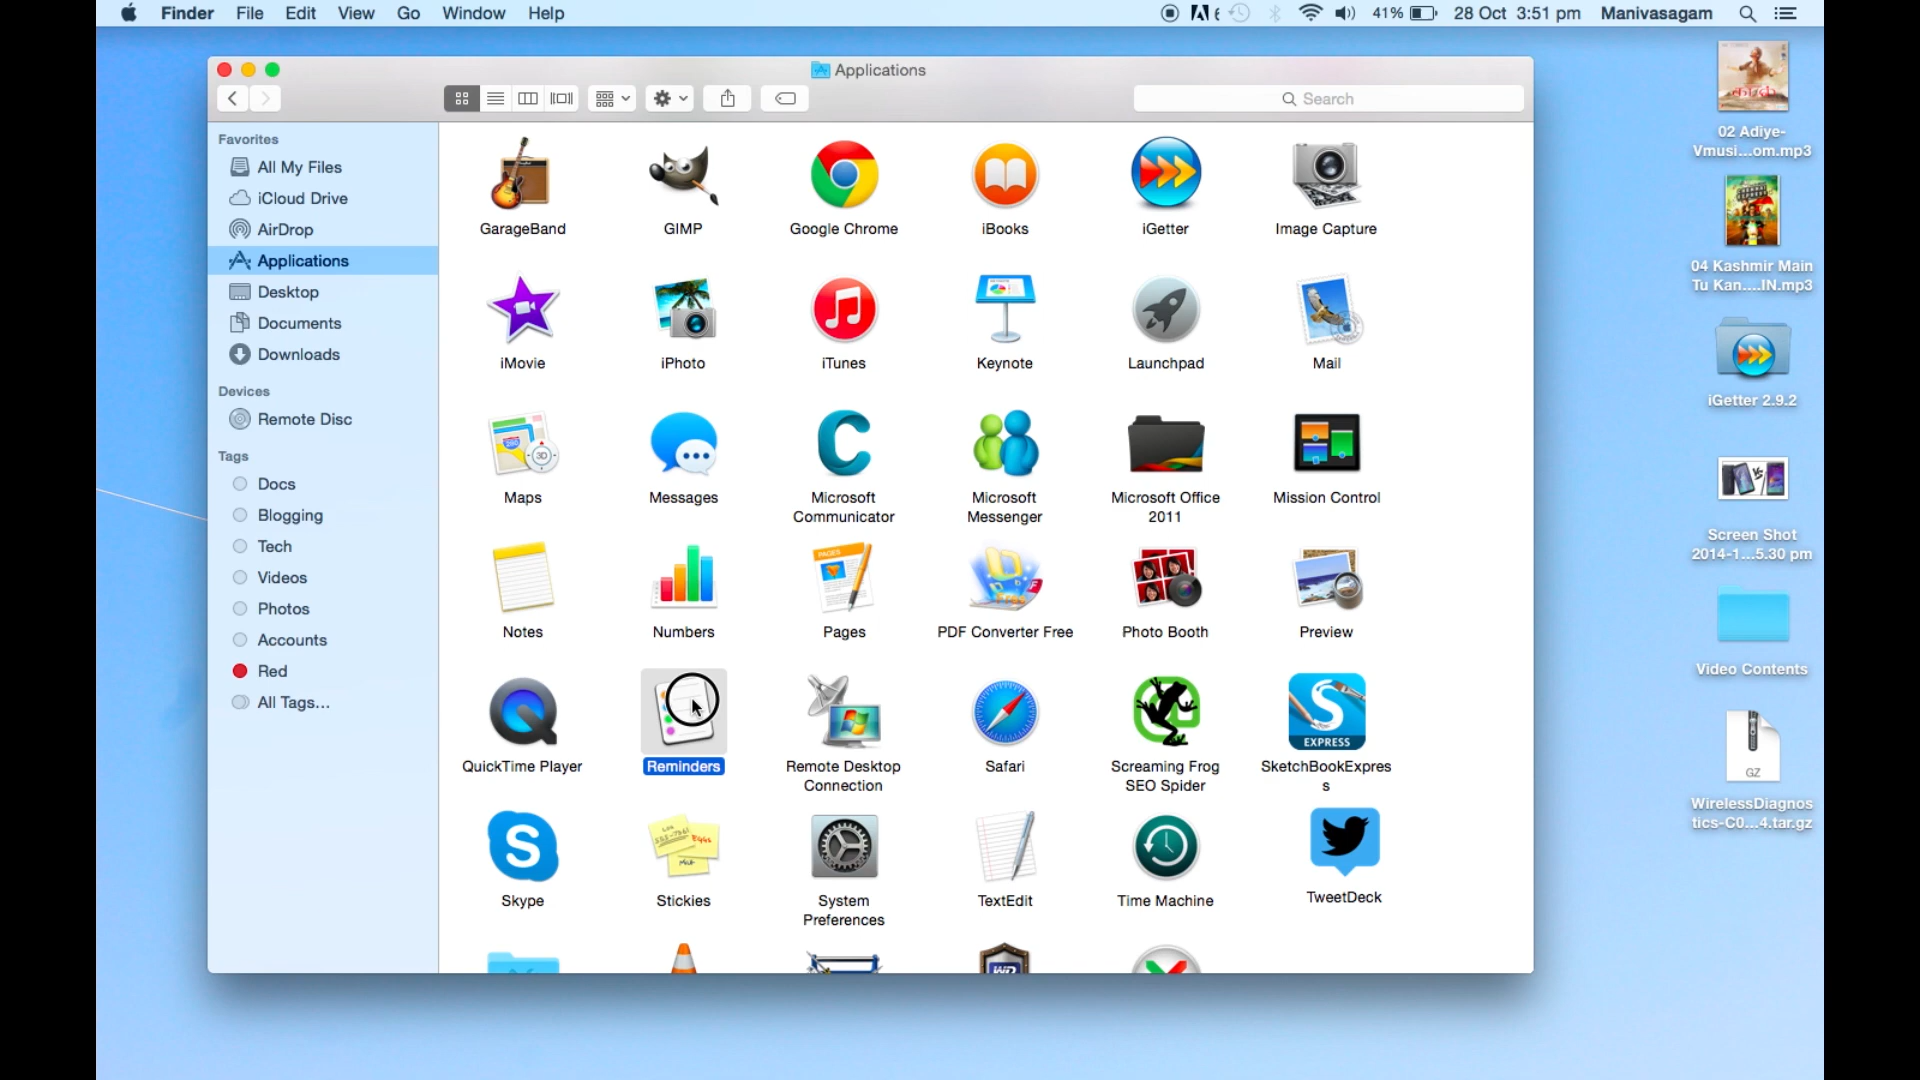 Finder File Edit View Go Window Help
41% 28 Oct 3:51 pm Manivasagam
Applications
Search
Favorites
All My Files
iCloud Drive
AirDrop
Applications
Desktop
Documents
Downloads
Devices
Remote Disc
Tags
Docs
Blogging
Tech
Videos
Photos
Accounts
Red
All Tags...
GarageBand GIMP Google Chrome iBooks iGetter Image Capture
iMovie iPhoto iTunes Keynote Launchpad Mail
Maps Messages Microsoft Microsoft Microsoft Office Mission Control
Communicator Messenger 2011
Notes Numbers Pages PDF Converter Free Photo Booth Preview
EXPRESS
QuickTime Player Reminders Remote Desktop Safari Screaming Frog SketchBookExpres
Connection SEO Spider s
Skype Stickies System TextEdit Time Machine TweetDeck
Preferences
02 Adiye-
Vmusi...om.mp3
04 Kashmir Main
Tu Kan....IN.mp3
iGetter 2.9.2
Screen Shot
2014-1...5.30 pm
Video Contents
GZ
WirelessDiagnos
tics-C0...4.tar.gz